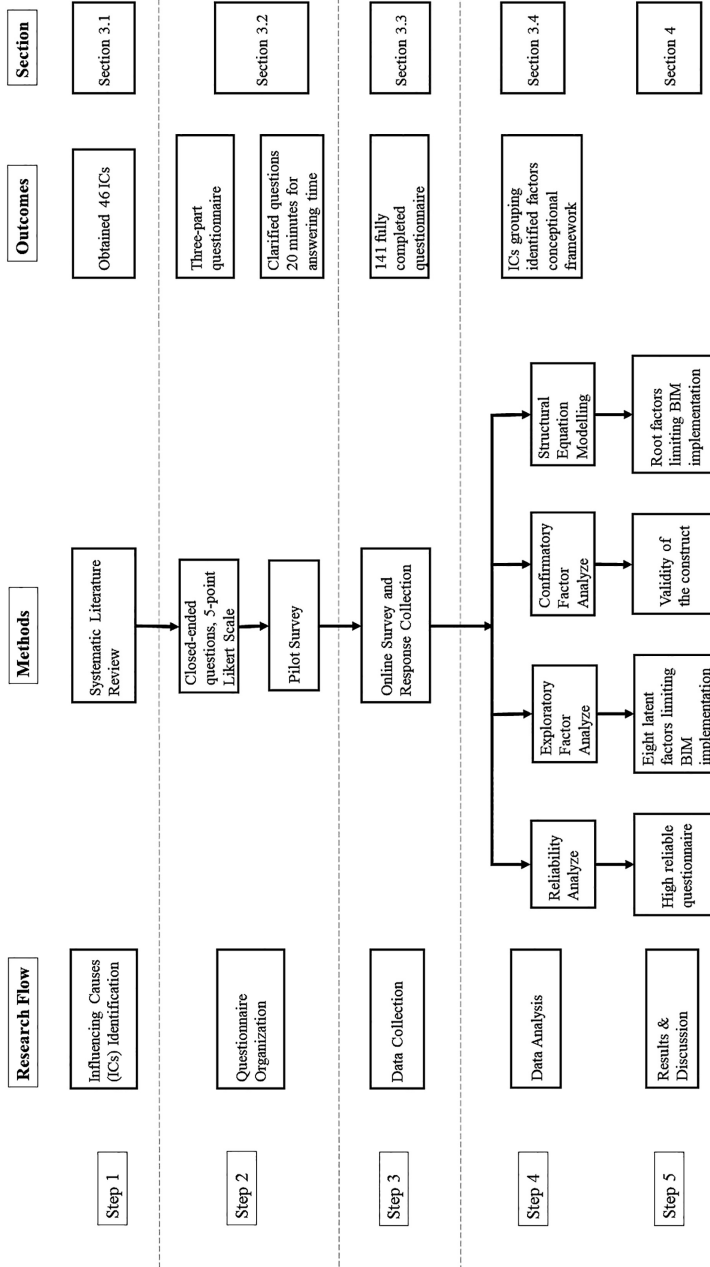 Research Flow
Methods
Outcomes
Section
Step 1
Influencing Causes
(ICs) Identification
Systematic Literature
Review
Obtained 46 ICs
Section 3.1
Step 2
Questionnaire
Organization
Closed-ended
questions, 5-point
Likert Scale
Pilot Survey
Three-part
questionnaire
Clarified questions
20 minutes for
answering time
Section 3.2
Step 3
Data Collection
Online Survey and
Response Collection
141 fully
completed
questionnaire
Section 3.3
Step 4
Data Analysis
Reliability
Analyze
Exploratory
Factor
Analyze
Confirmatory
Factor
Analyze
Structural
Equation
Modelling
ICs grouping
identified factors
conceptional
framework
Section 3.4
Step 5
Results &
Discussion
High reliable
questionnaire
Eight latent
factors limiting
BIM
implementation
Validity of
the construct
Root factors
limiting BIM
implementation
Section 4